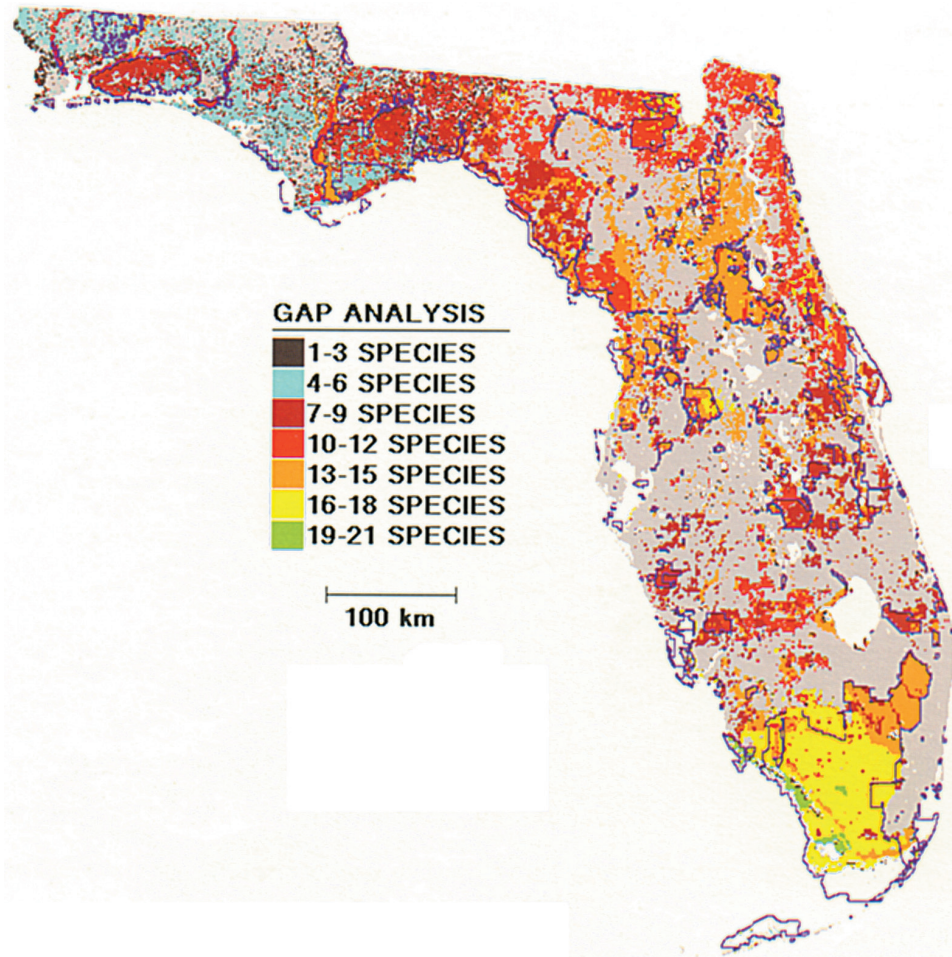 GAP ANALYSIS
1-3 SPECIES
4-6 SPECIES
7-9 SPECIES
10-12 SPECIES
13-15 SPECIES
16-18 SPECIES
19-21 SPECIES
100 km